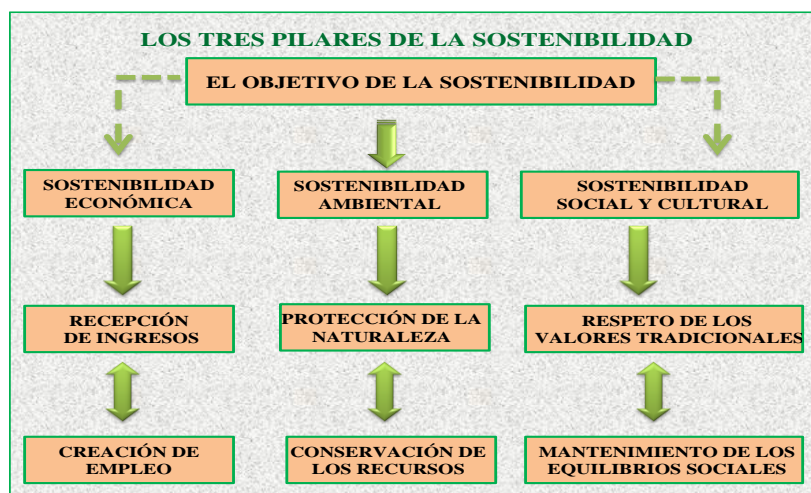 LOS TRES PILARES DE LA SOSTENIBILIDAD
EL OBJETIVO DE LA SOSTENIBILIDAD
SOSTENIBILIDAD
ECONÓMICA
SOSTENIBILIDAD
AMBIENTAL
SOSTENIBILIDAD
SOCIAL Y CULTURAL
RECEPCIÓN
DE INGRESOS
PROTECCIÓN DE LA
NATURALEZA
RESPETO DE LOS
VALORES TRADICIONALES
CREACIÓN DE
EMPLEO
CONSERVACIÓN DE
LOS RECURSOS
MANTENIMIENTO DE LOS
EQUILIBRIOS SOCIALES